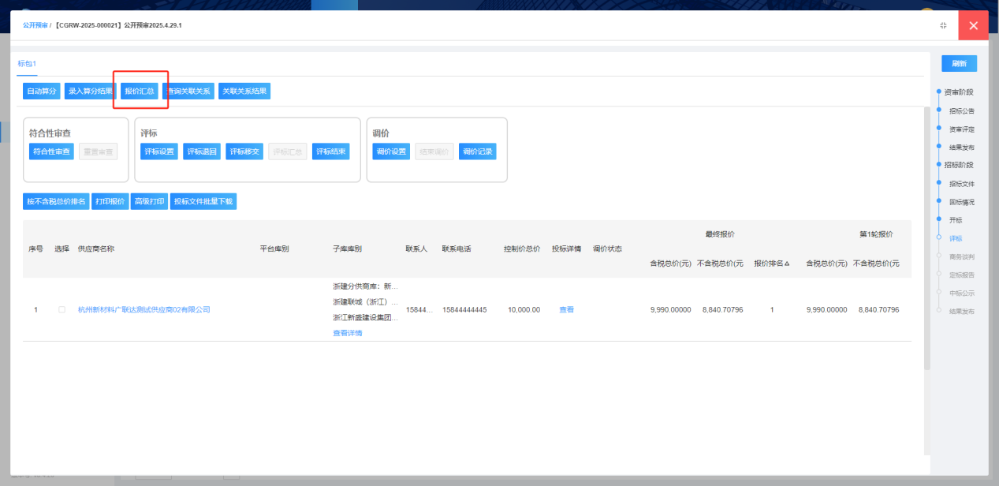 公开预审 / 【CGRW-2025-000021】公开预审2025.4.29.1
标包1
刷新
自动算分 录入算分结果 报价汇总 查询关联关系 关联关系结果
符合性审查
符合性审查 重置审查
评标
评标设置 评标退回 评标移交 评标汇总 评标结束
调价
调价设置 结束调价 调价记录
按不含税总价排名 打印报价 高级打印 投标文件批量下载
序号 选择 供应商名称 平台库别 子库库别 联系人 联系电话 控制价总价 投标详情 调价状态 最终报价 第1轮报价
含税总价(元) 不含税总价(元 报价排名 含税总价(元) 不含税总价(元
1 杭州新材料广联达测试供应商02有限公司
浙建分供商库：新...
浙建联城（浙江）...
浙江新盛建设集团...
查看详情
15844... 15844444445 10,000.00 查看 9,990.00000 8,840.70796 1 9,990.00000 8,840.70796
资审阶段
招标公告
资审评定
结果发布
招标阶段
招标文件
回标情况
开标
评标
商务谈判
定标报告
中标公示
结果发布